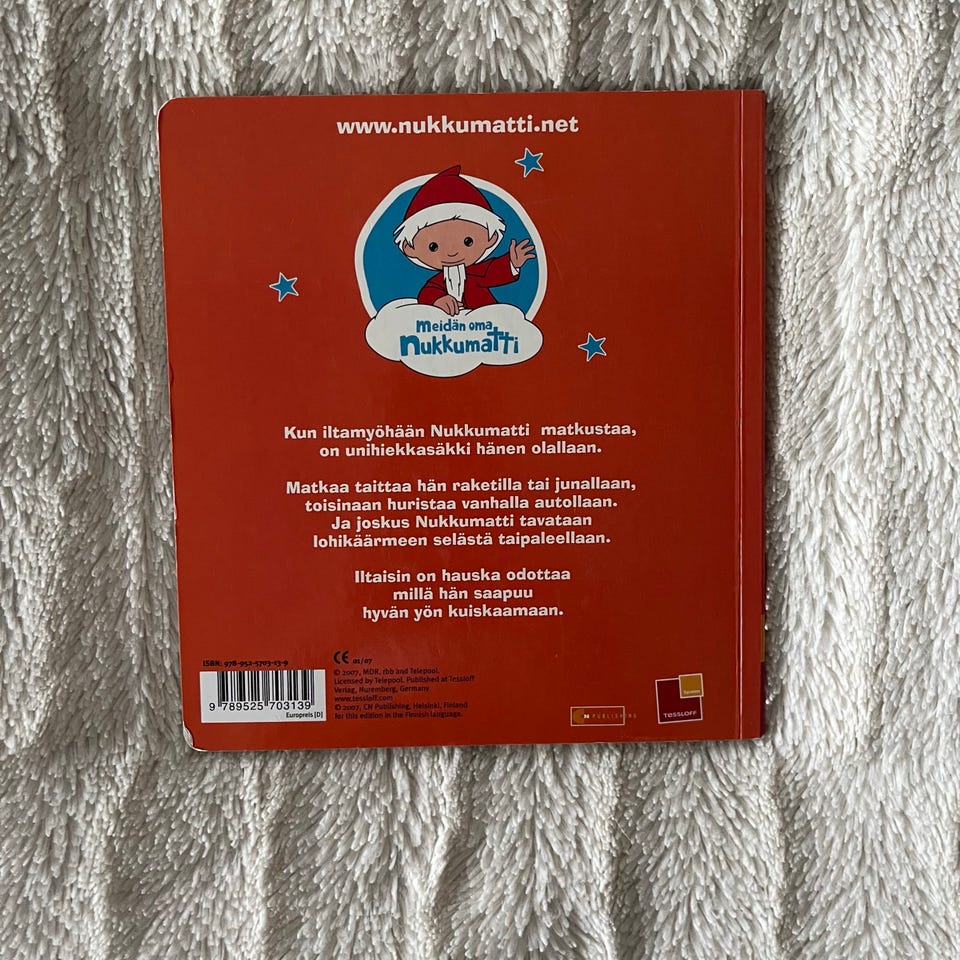 www.nukkumatti.net
meidän oma
nukkumatti
Kun iltamyöhään Nukkumatti matkustaa,
on unihiekkasäkki hänen olallaan.
Matkaa taittaa hän raketilla tai junallaan,
toisinaan huristaa vanhalla autollaan.
Ja joskus Nukkumatti tavataan
lohikäärmeen selästä taipaleellaan.
Iltaisin on hauska odottaa
millä hän saapuu
hyvän yön kuiskaamaan.
ISBN: 978-952-5703-13-9
9 789525 703139
Europreis [D]
CE 01/07
© 2007, MDR, rbb and Telepool.
Licensed by Telepool. Published at Tessloff
Verlag, Nuremberg, Germany
www.tessloff.com
© 2007, CN Publishing, Helsinki, Finland
for this edition in the Finnish language.
CN PUBLISHING
TESSLOFF